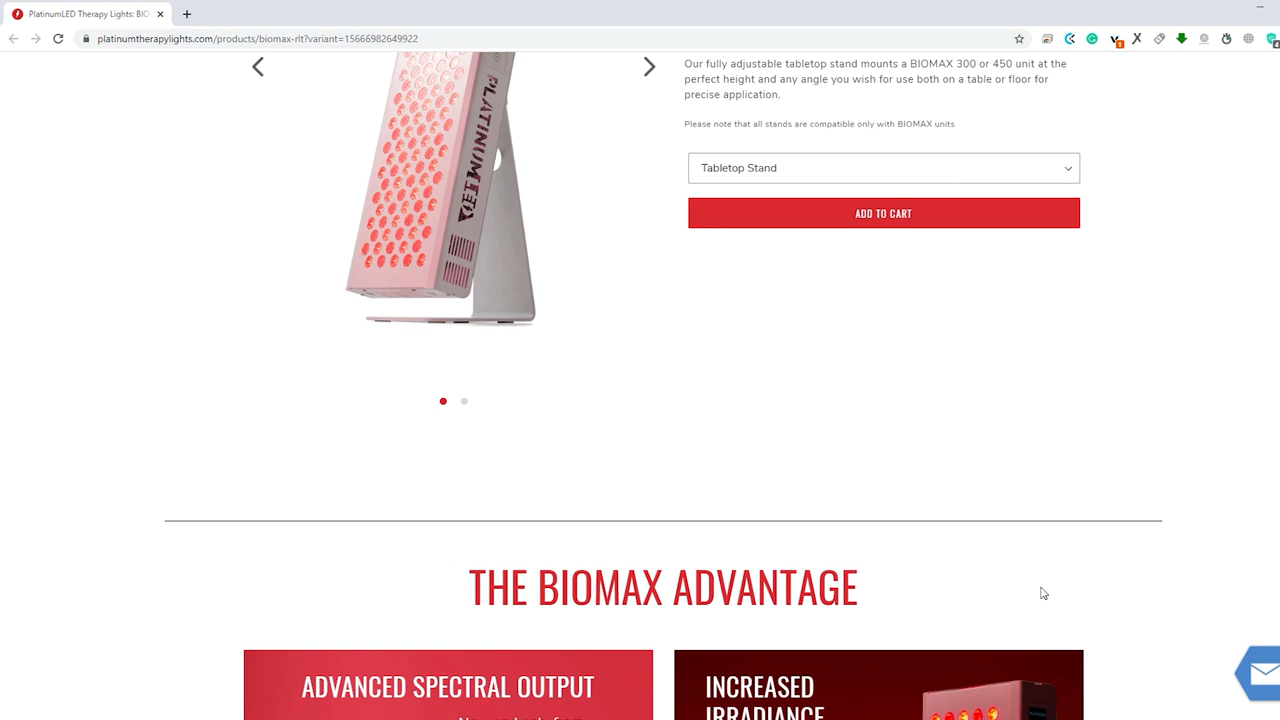 PlatinumLED Therapy Lights: BIO
platinumtherapylights.com/products/biomax-rlt?variant=15666982649922
Our fully adjustable tabletop stand mounts a BIOMAX 300 or 450 unit at the
perfect height and any angle you wish for use both on a table or floor for
precise application.
Please note that all stands are compatible only with BIOMAX units
Tabletop Stand
ADD TO CART
PLATINUM LED
THE BIOMAX ADVANTAGE
ADVANCED SPECTRAL OUTPUT
INCREASED
IRRADIANCE